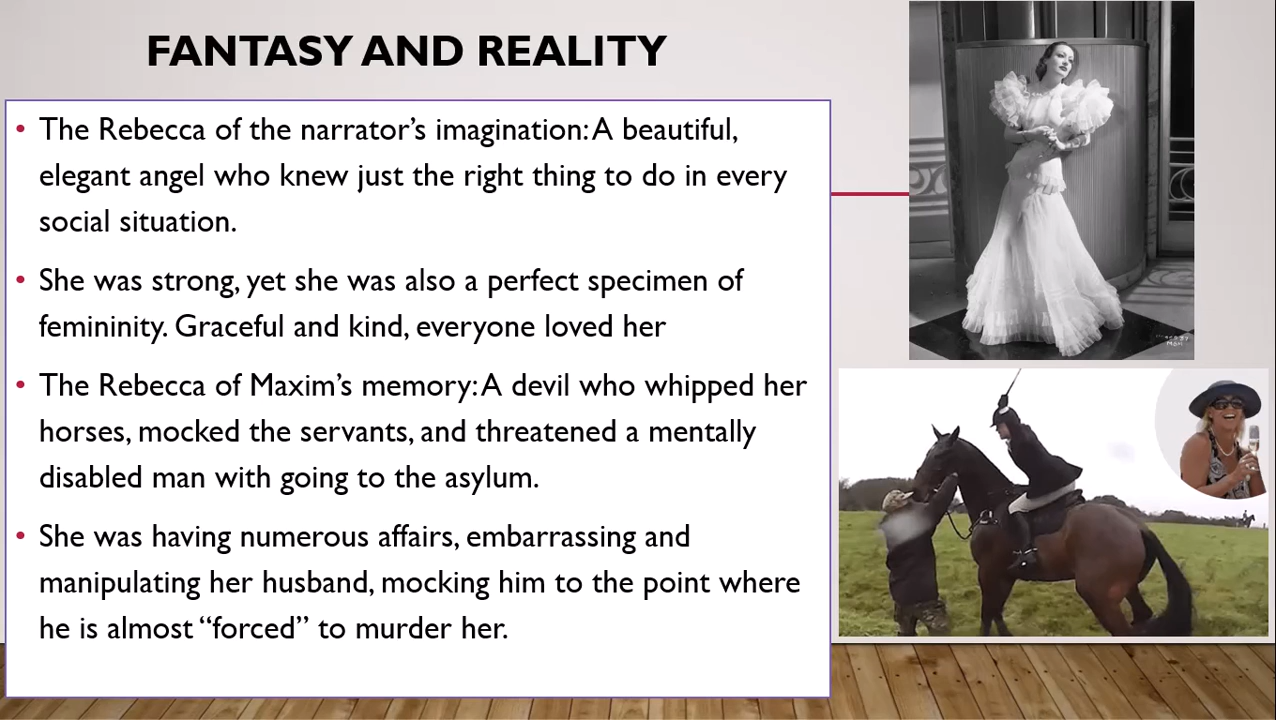 FANTASY AND REALITY
• The Rebecca of the narrator’s imagination: A beautiful,
elegant angel who knew just the right thing to do in every
social situation.
• She was strong, yet she was also a perfect specimen of
femininity. Graceful and kind, everyone loved her
• The Rebecca of Maxim’s memory: A devil who whipped her
horses, mocked the servants, and threatened a mentally
disabled man with going to the asylum.
• She was having numerous affairs, embarrassing and
manipulating her husband, mocking him to the point where
he is almost “forced” to murder her.